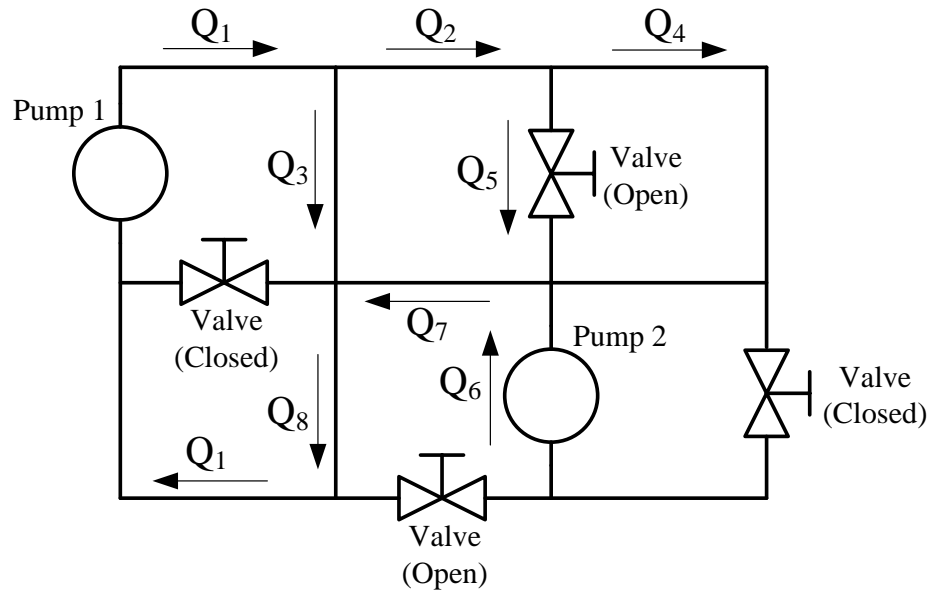 Q₁
Q₂
Q₄
Pump 1
Q₃
Q₅
Valve
(Open)
Valve
(Closed)
Q₇
Pump 2
Q₈
Q₆
Valve
(Closed)
Q₁
Valve
(Open)